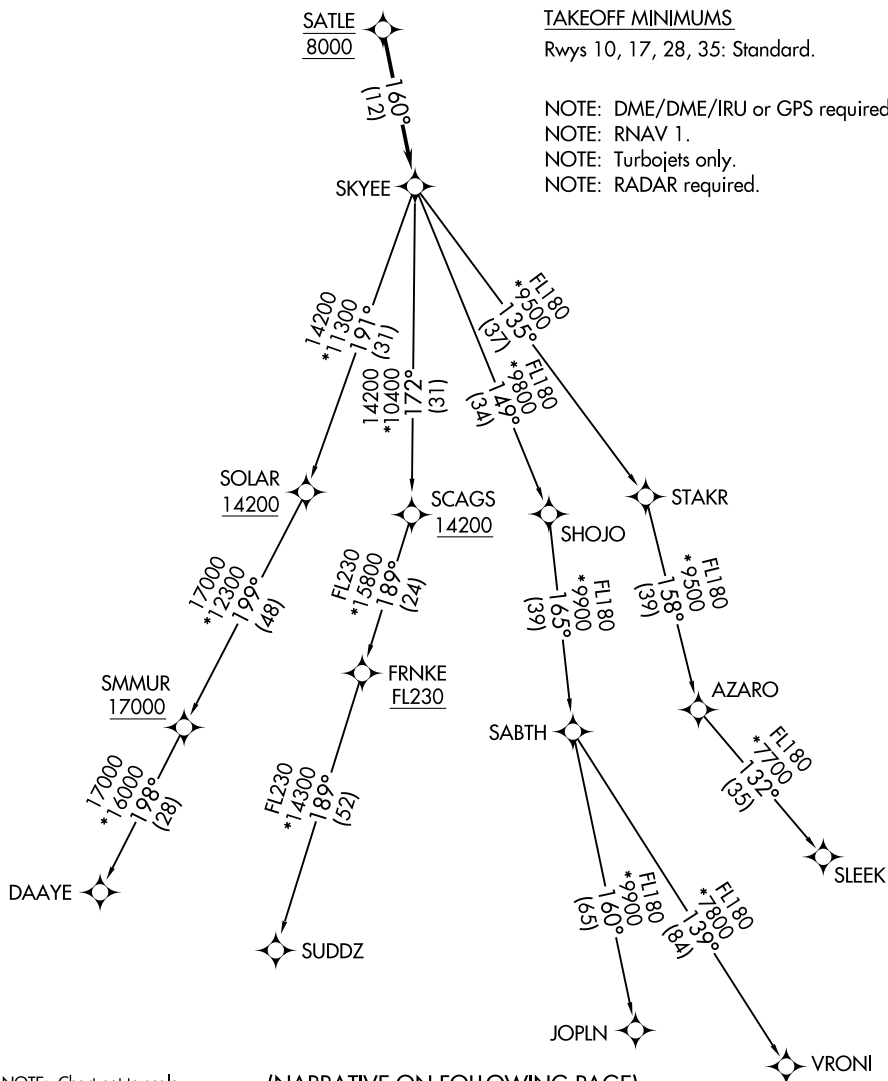 SATLE
8000
TAKEOFF MINIMUMS
Rwys 10, 17, 28, 35: Standard.
NOTE: DME/DME/IRU or GPS required
NOTE: RNAV 1.
NOTE: Turbojets only.
NOTE: RADAR required.
160°
(12)
SKYEE
14200
*11300
191°
(31)
14200
*10400
172°
(31)
FL180
*9800
149°
(34)
FL180
*9500
135°
(37)
SOLAR
14200
SCAGS
14200
SHOJO
STAKR
17000
*12300
199°
(48)
FL230
*15800
189°
(24)
FL180
*9900
165°
(39)
FL180
*9500
158°
(39)
SMMUR
17000
FRNKE
FL230
SABTH
AZARO
17000
*16000
198°
(28)
FL230
*14300
189°
(52)
FL180
*9900
160°
(65)
FL180
*7800
139°
(84)
FL180
*7700
132°
(35)
SLEEK
DAAYE
SUDDZ
JOPLN
VRONI
NOTE: Chart not to scale
(NARRATIVE ON FOLLOWING PAGE)